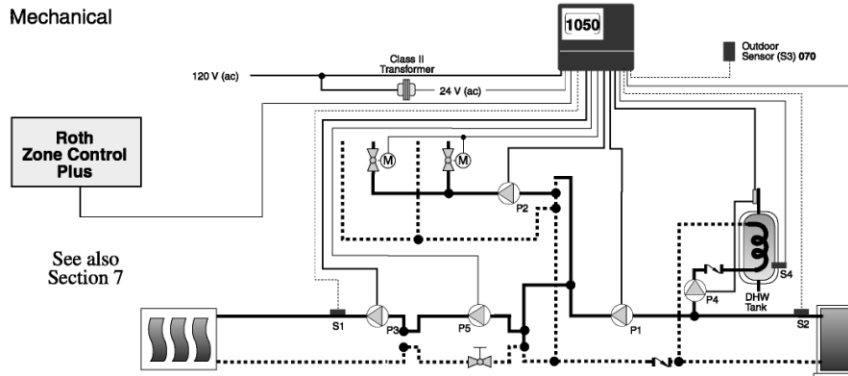 Mechanical
1050
Outdoor
Sensor (S3) 070
Class II
Transformer
120 V (ac)
24 V (ac)
Roth
Zone Control
Plus
M
M
P2
See also
Section 7
S4
P4
DHW
Tank
S1
P3
P5
P1
S2